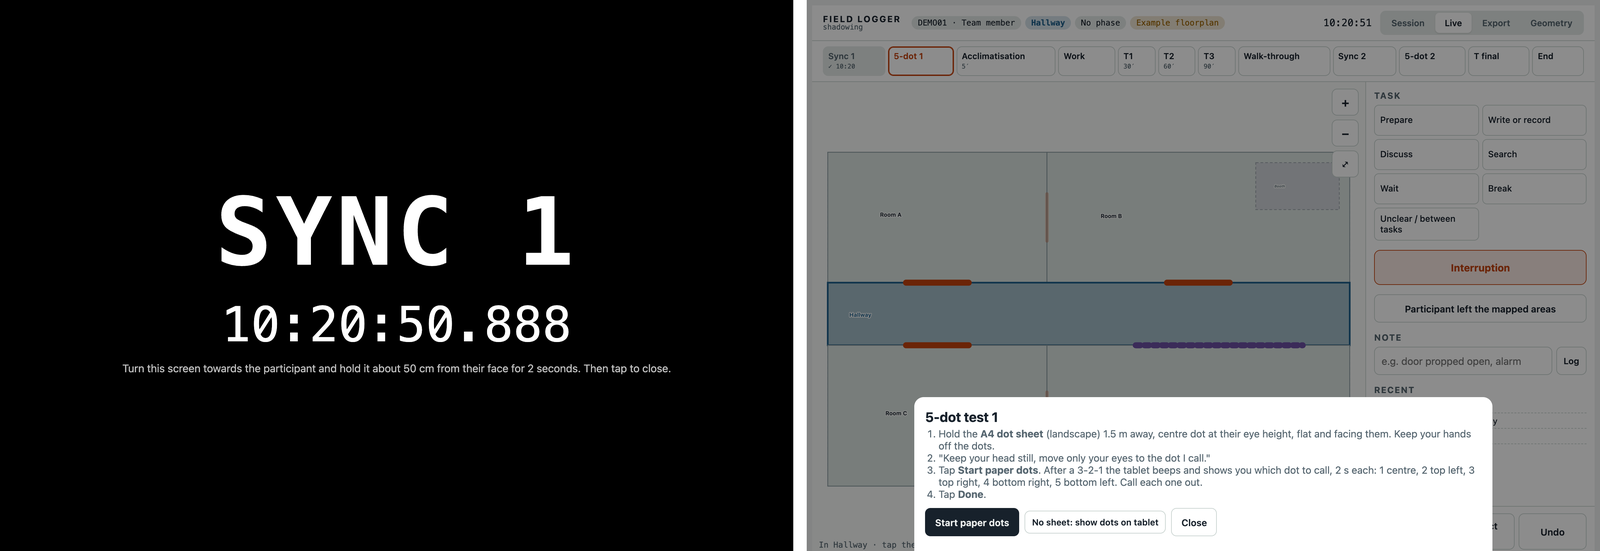 SYNC 1
10:20:50.888
Turn this screen towards the participant and hold it about 50 cm from their face for 2 seconds. Then tap to close.
FIELD LOGGER
shadowing
DEMO01 · Team member
Hallway
No phase
Example floorplan
10:20:51
Session
Live
Export
Geometry
Sync 1
✓ 10:20
5-dot 1
Acclimatisation
5′
Work
T1
30′
T2
60′
T3
90′
Walk-through
Sync 2
5-dot 2
T final
End
+
−
Room A
Room B
Hallway
Room C
TASK
Prepare
Write or record
Discuss
Search
Wait
Break
Unclear / between
tasks
Interruption
Participant left the mapped areas
NOTE
e.g. door propped open, alarm
Log
RECENT
5-dot test 1
1. Hold the A4 dot sheet (landscape) 1.5 m away, centre dot at their eye height, flat and facing them. Keep your hands
off the dots.
2. "Keep your head still, move only your eyes to the dot I call."
3. Tap Start paper dots. After a 3-2-1 the tablet beeps and shows you which dot to call, 2 s each: 1 centre, 2 top left, 3
top right, 4 bottom right, 5 bottom left. Call each one out.
4. Tap Done.
Start paper dots
No sheet: show dots on tablet
Close
Undo
In Hallway · tap the